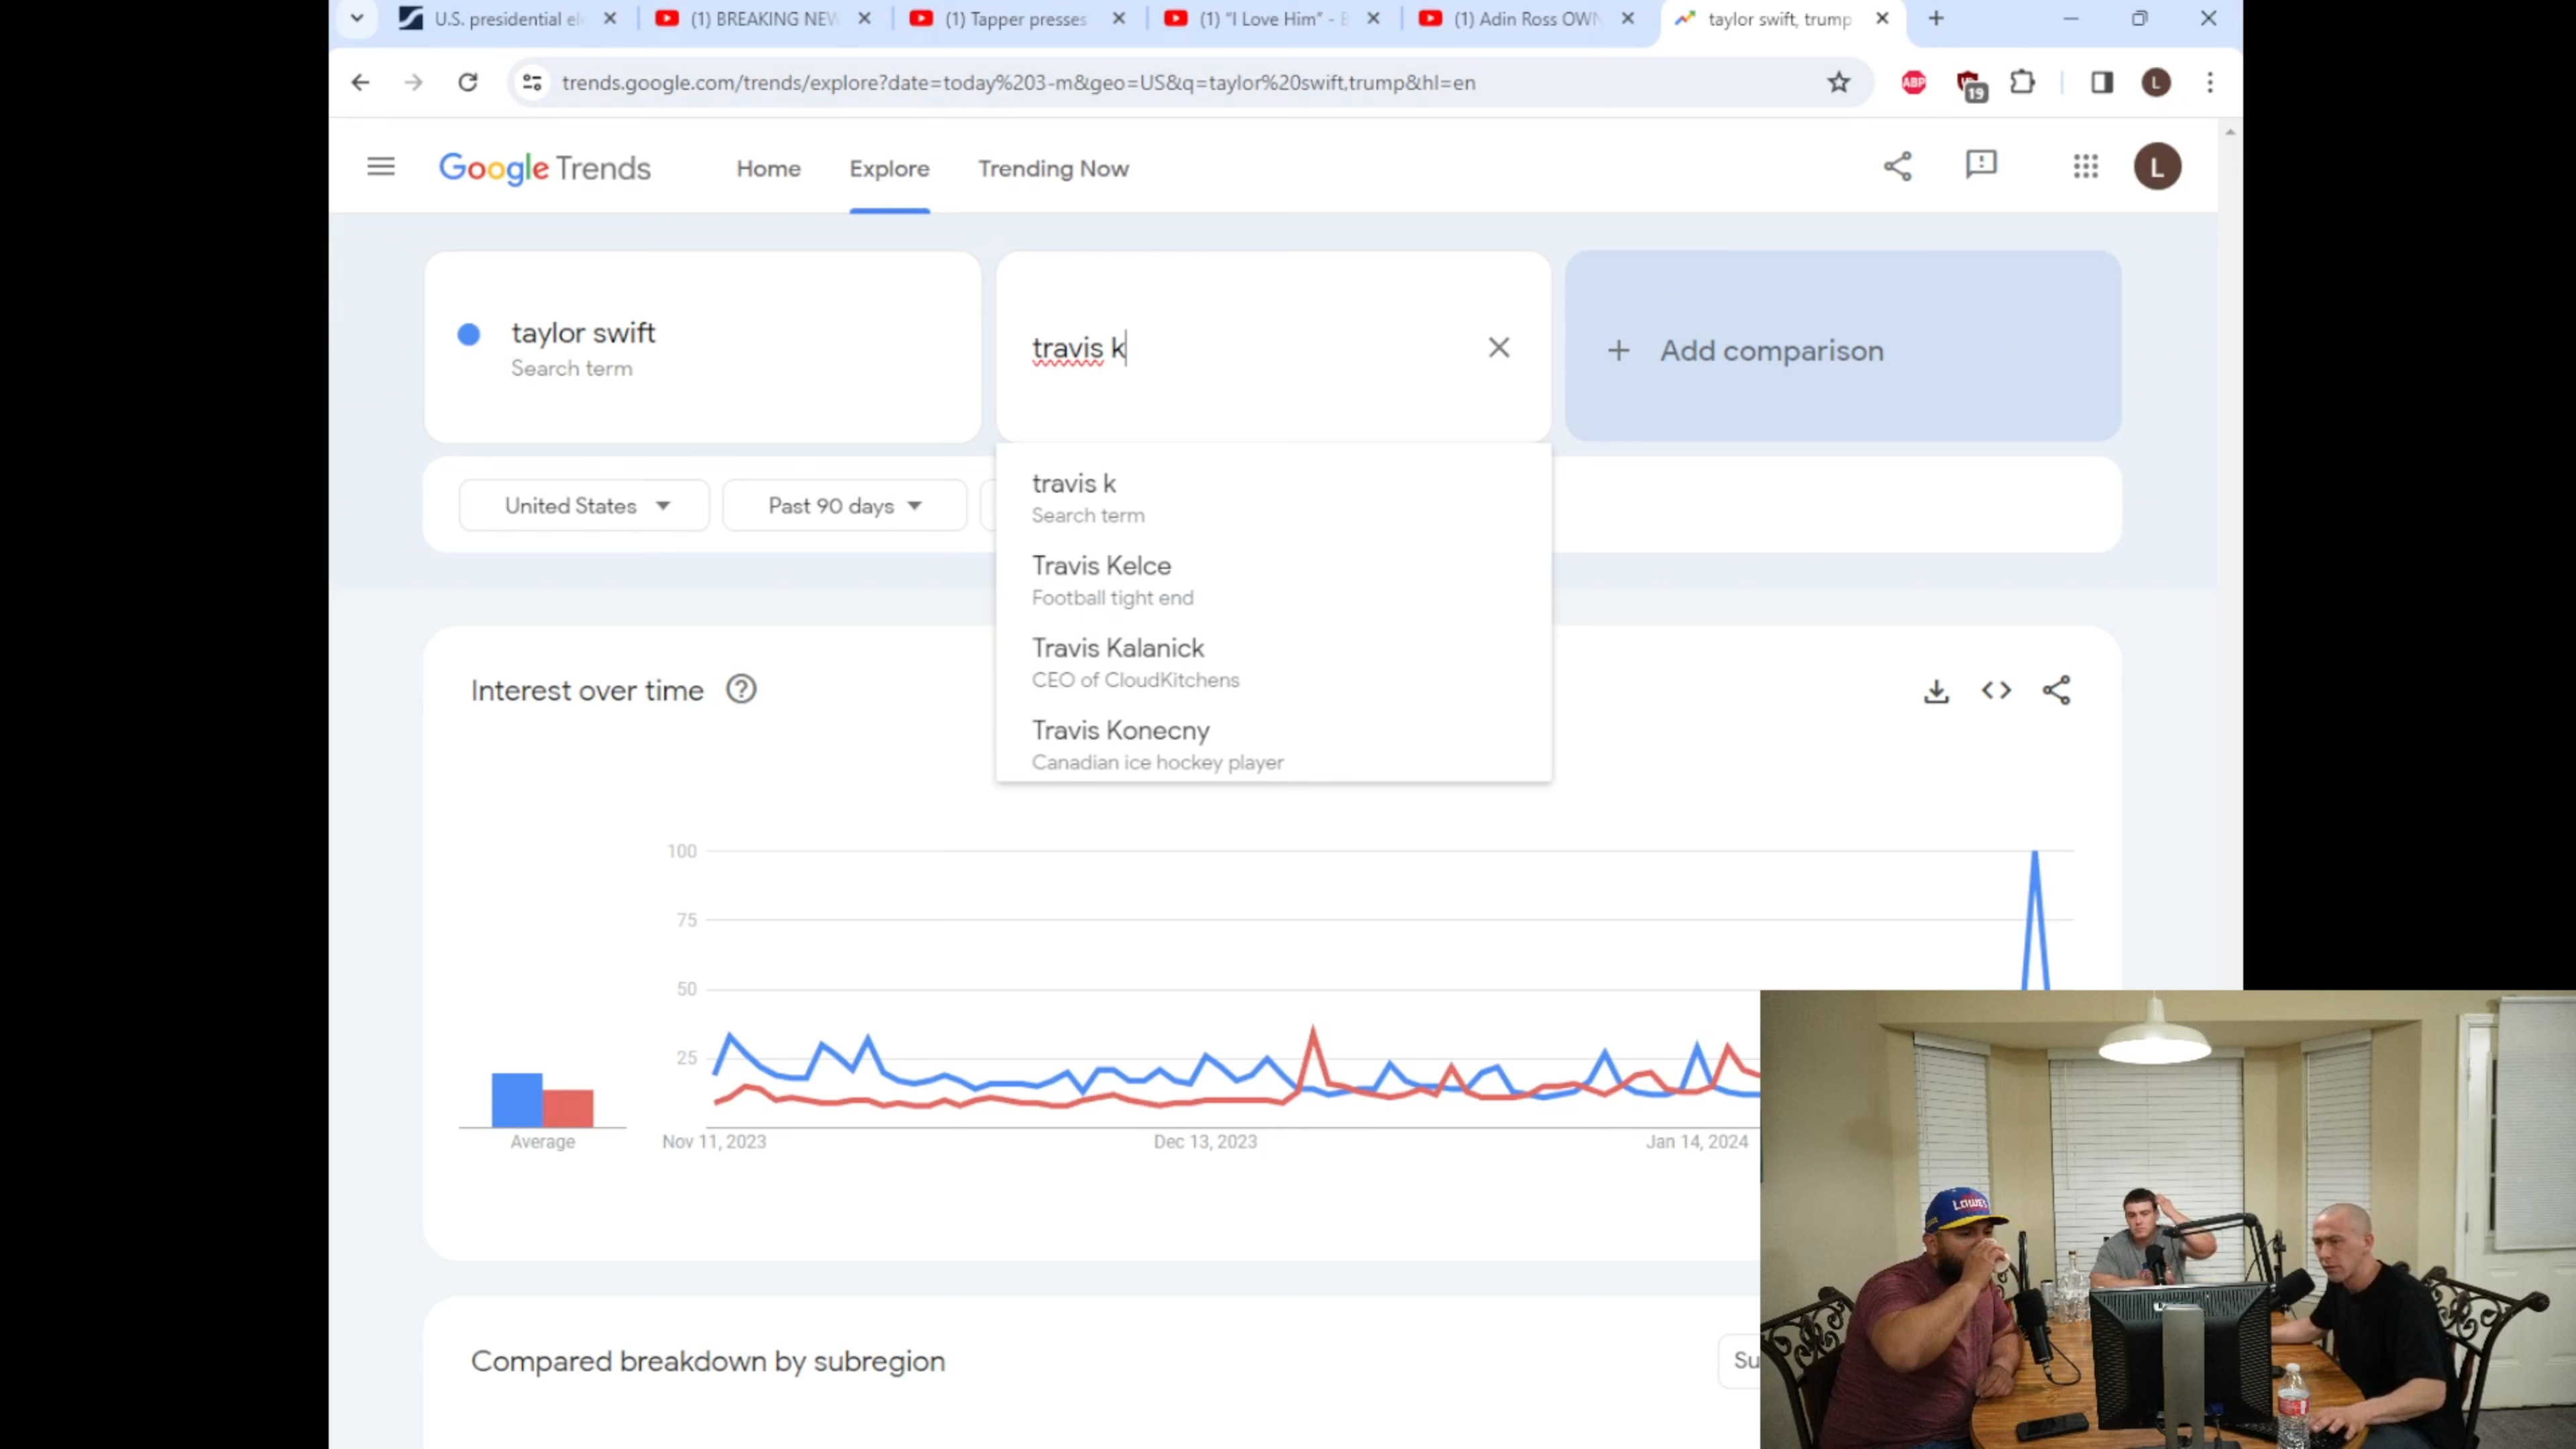 U.S. presidential el
(1) BREAKING NEW
(1) Tapper presses
(1) "I Love Him" - B
(1) Adin Ross OWN
taylor swift, trump
trends.google.com/trends/explore?date=today%203-m&geo=US&q=taylor%20swift,trump&hl=en
ABP
19
L
Google Trends
Home
Explore
Trending Now
L
taylor swift
Search term
travis k
+ Add comparison
United States
Past 90 days
travis k
Search term
Travis Kelce
Football tight end
Travis Kalanick
CEO of CloudKitchens
Travis Konecny
Canadian ice hockey player
Interest over time
100
75
50
25
Average
Nov 11, 2023
Dec 13, 2023
Jan 14, 2024
Compared breakdown by subregion
Su
LOWE'S